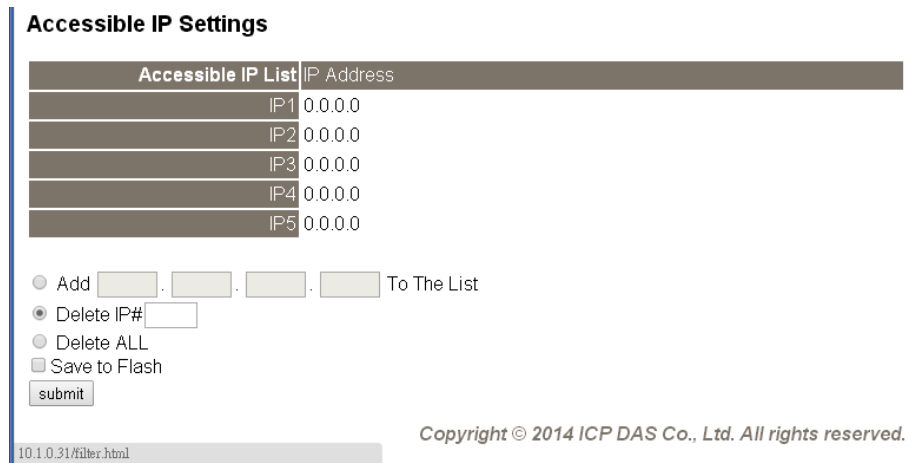 Accessible IP Settings
Accessible IP List IP Address
IP1 0.0.0.0
IP2 0.0.0.0
IP3 0.0.0.0
IP4 0.0.0.0
IP5 0.0.0.0
Add . . . To The List
Delete IP#
Delete ALL
Save to Flash
submit
Copyright © 2014 ICP DAS Co., Ltd. All rights reserved.
10.1.0.31/filter.html